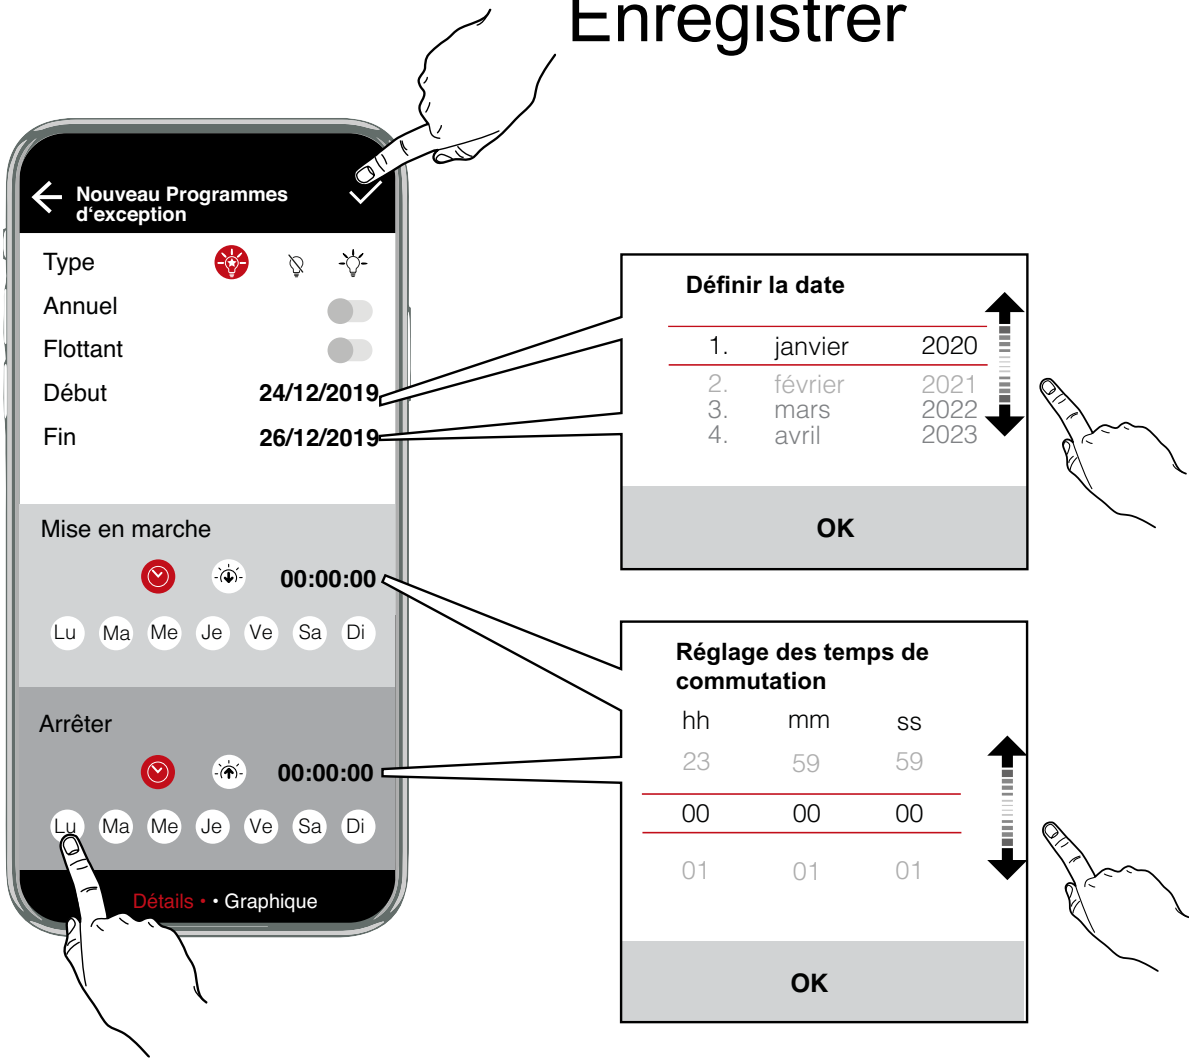 Enregistrer
Nouveau Programmes
d‘exception
Type
Annuel
Flottant
Début 24/12/2019
Fin 26/12/2019
Mise en marche
00:00:00
Lu Ma Me Je Ve Sa Di
Arrêter
00:00:00
Lu Ma Me Je Ve Sa Di
Détails • • Graphique
Définir la date
1. janvier 2020
2. février 2021
3. mars 2022
4. avril 2023
OK
Réglage des temps de
commutation
hh mm ss
23 59 59
00 00 00
01 01 01
OK